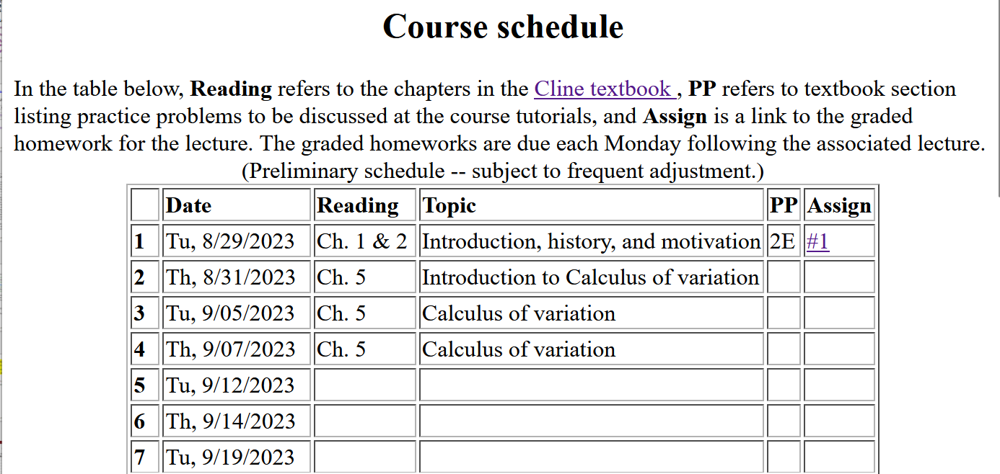 Course schedule
In the table below, Reading refers to the chapters in the Cline textbook , PP refers to textbook section
listing practice problems to be discussed at the course tutorials, and Assign is a link to the graded
homework for the lecture. The graded homeworks are due each Monday following the associated lecture.
(Preliminary schedule -- subject to frequent adjustment.)
Date Reading Topic PP Assign
1 Tu, 8/29/2023 Ch. 1 & 2 Introduction, history, and motivation 2E #1
2 Th, 8/31/2023 Ch. 5 Introduction to Calculus of variation
3 Tu, 9/05/2023 Ch. 5 Calculus of variation
4 Th, 9/07/2023 Ch. 5 Calculus of variation
5 Tu, 9/12/2023
6 Th, 9/14/2023
7 Tu, 9/19/2023